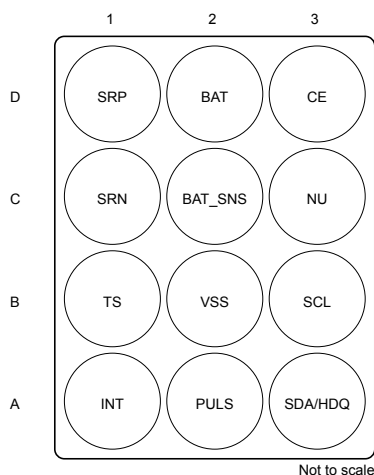 1 2 3
D SRP BAT CE
C SRN BAT_SNS NU
B TS VSS SCL
A INT PULS SDA/HDQ
Not to scale